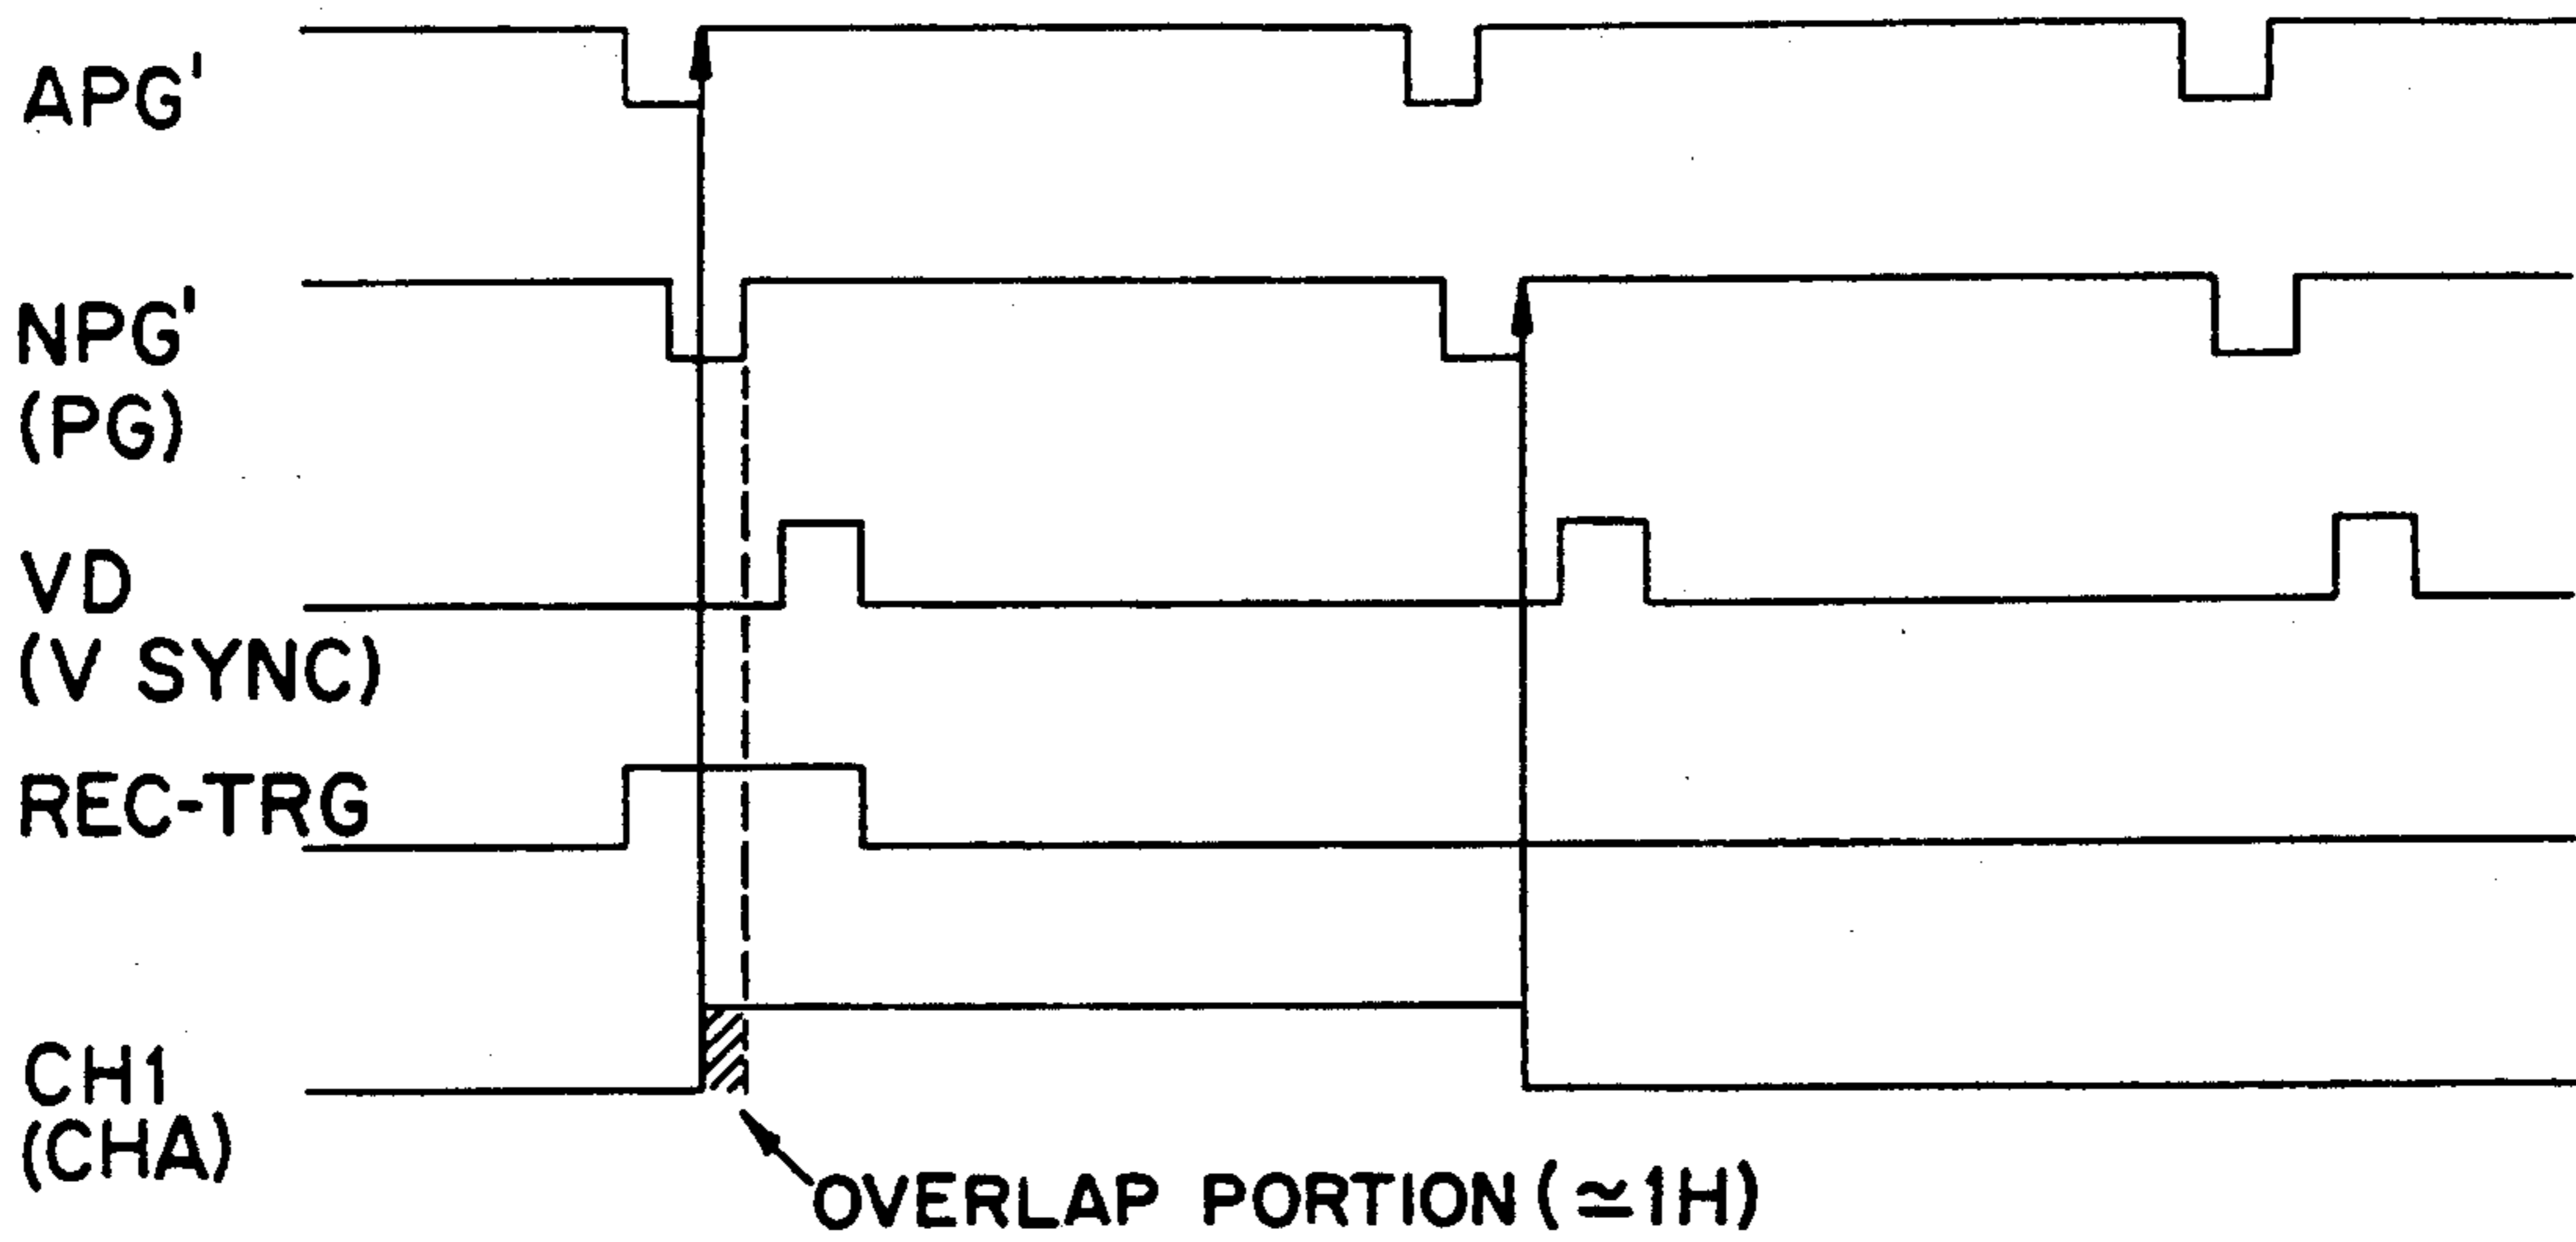 APG'
NPG'
(PG)
VD
(V SYNC)
REC-TRG
CH1
(CHA)
OVERLAP PORTION (≃1H)